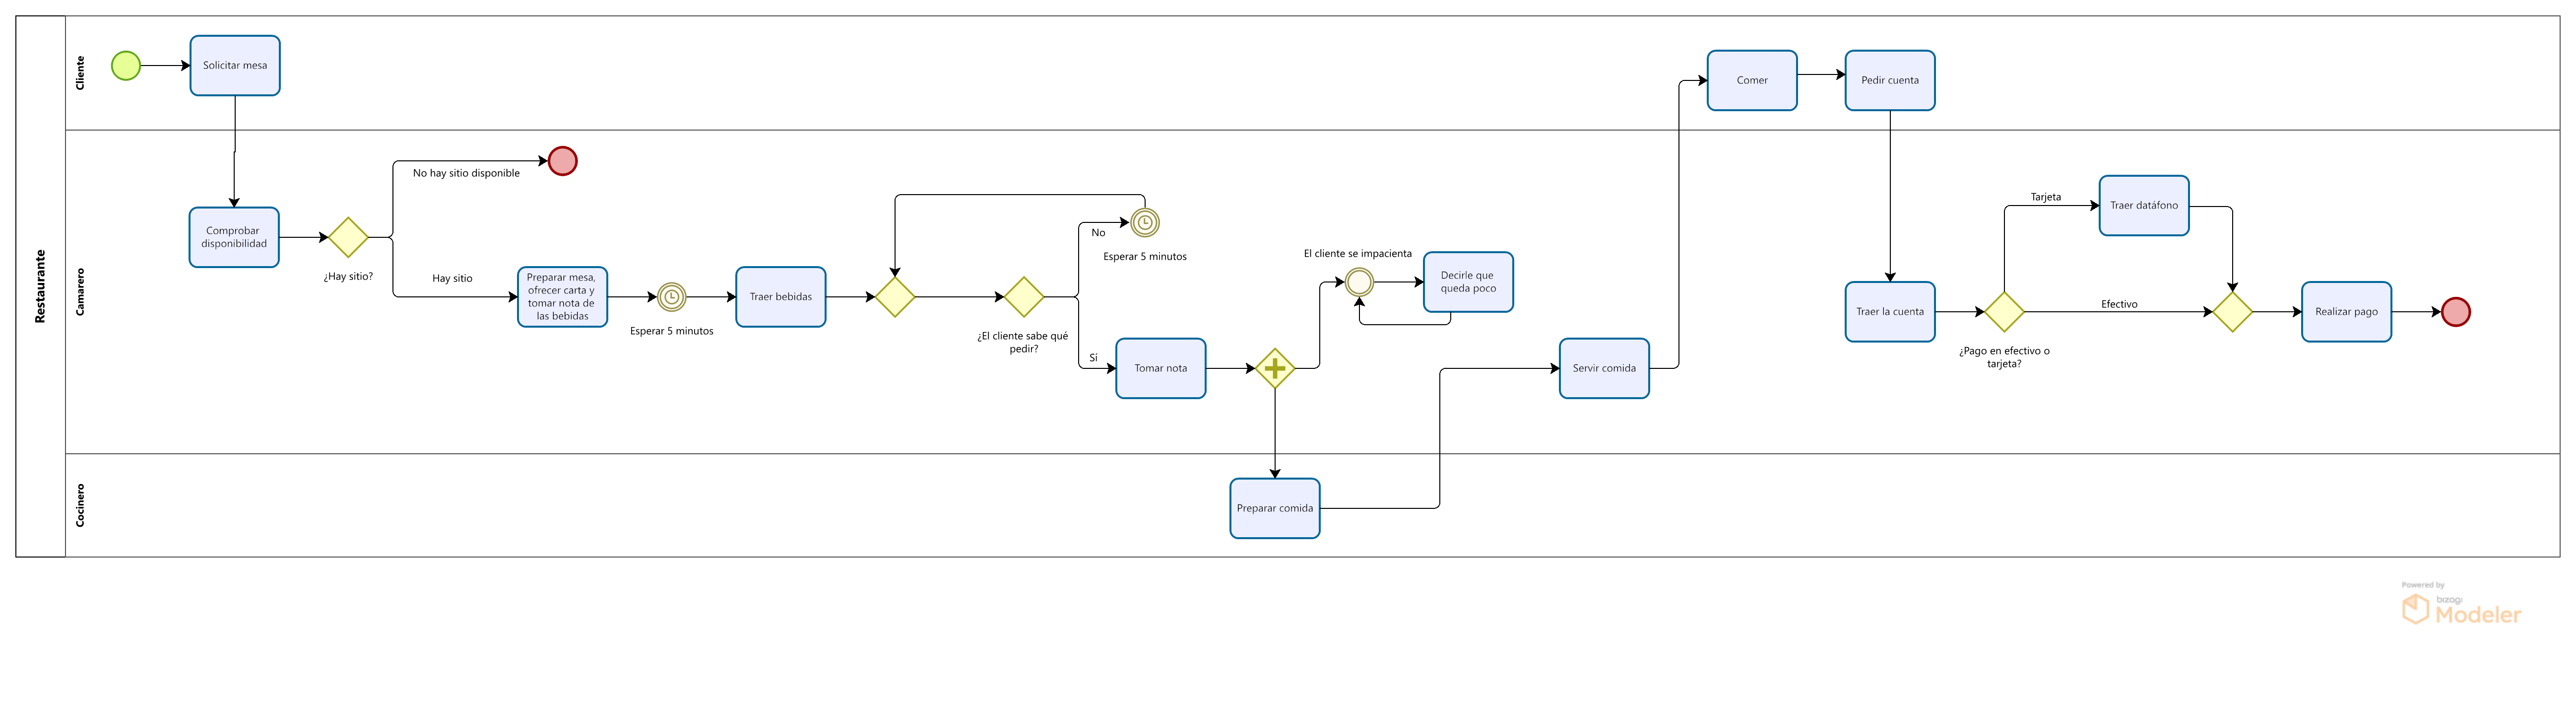 Restaurante
Cliente
Solicitar mesa
Comer
Pedir cuenta
Camarero
No hay sitio disponible
Comprobar
disponibilidad
¿Hay sitio?
Hay sitio
Preparar mesa,
ofrecer carta y
tomar nota de
las bebidas
Esperar 5 minutos
Traer bebidas
¿El cliente sabe qué
pedir?
No
Esperar 5 minutos
Sí
Tomar nota
El cliente se impacienta
Decirle que
queda poco
Servir comida
Traer la cuenta
¿Pago en efectivo o
tarjeta?
Tarjeta
Traer datáfono
Efectivo
Realizar pago
Cocinero
Preparar comida
Powered by
bizagi
Modeler